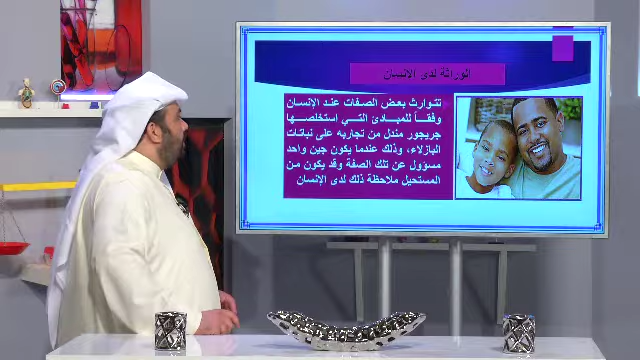 الوراثة لدى الإنسان
تتوارث بعض الصفات عند الإنسان
وفقاً للمبادئ التي استخلصها
جريجور مندل من تجاربه على نباتات
البازلاء، وذلك عندما يكون جين واحد
مسؤول عن تلك الصفة وقد يكون من
المستحيل ملاحظة ذلك لدى الإنسان